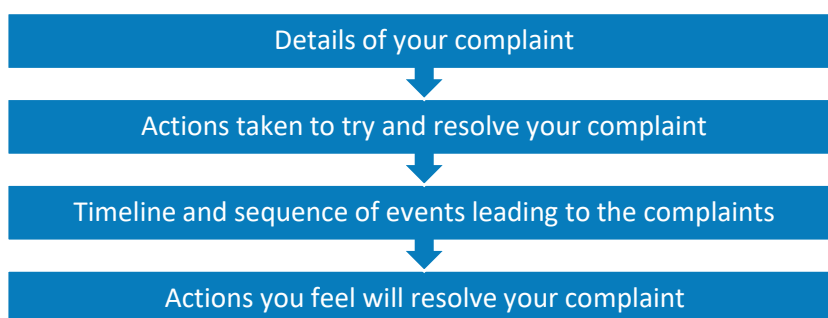 Details of your complaint
Actions taken to try and resolve your complaint
Timeline and sequence of events leading to the complaints
Actions you feel will resolve your complaint